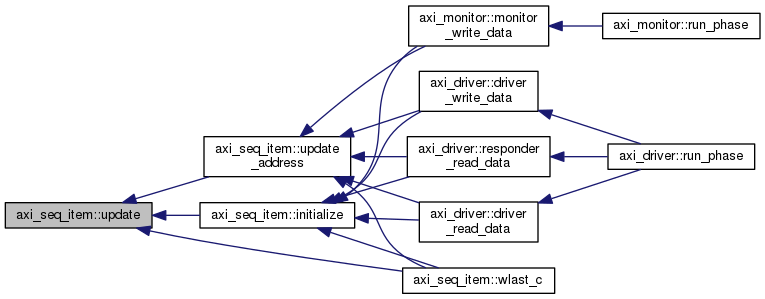 axi_monitor::monitor
_write_data
axi_monitor::run_phase
axi_driver::driver
_write_data
axi_seq_item::update
_address
axi_driver::responder
_read_data
axi_driver::run_phase
axi_seq_item::update
axi_seq_item::initialize
axi_driver::driver
_read_data
axi_seq_item::wlast_c